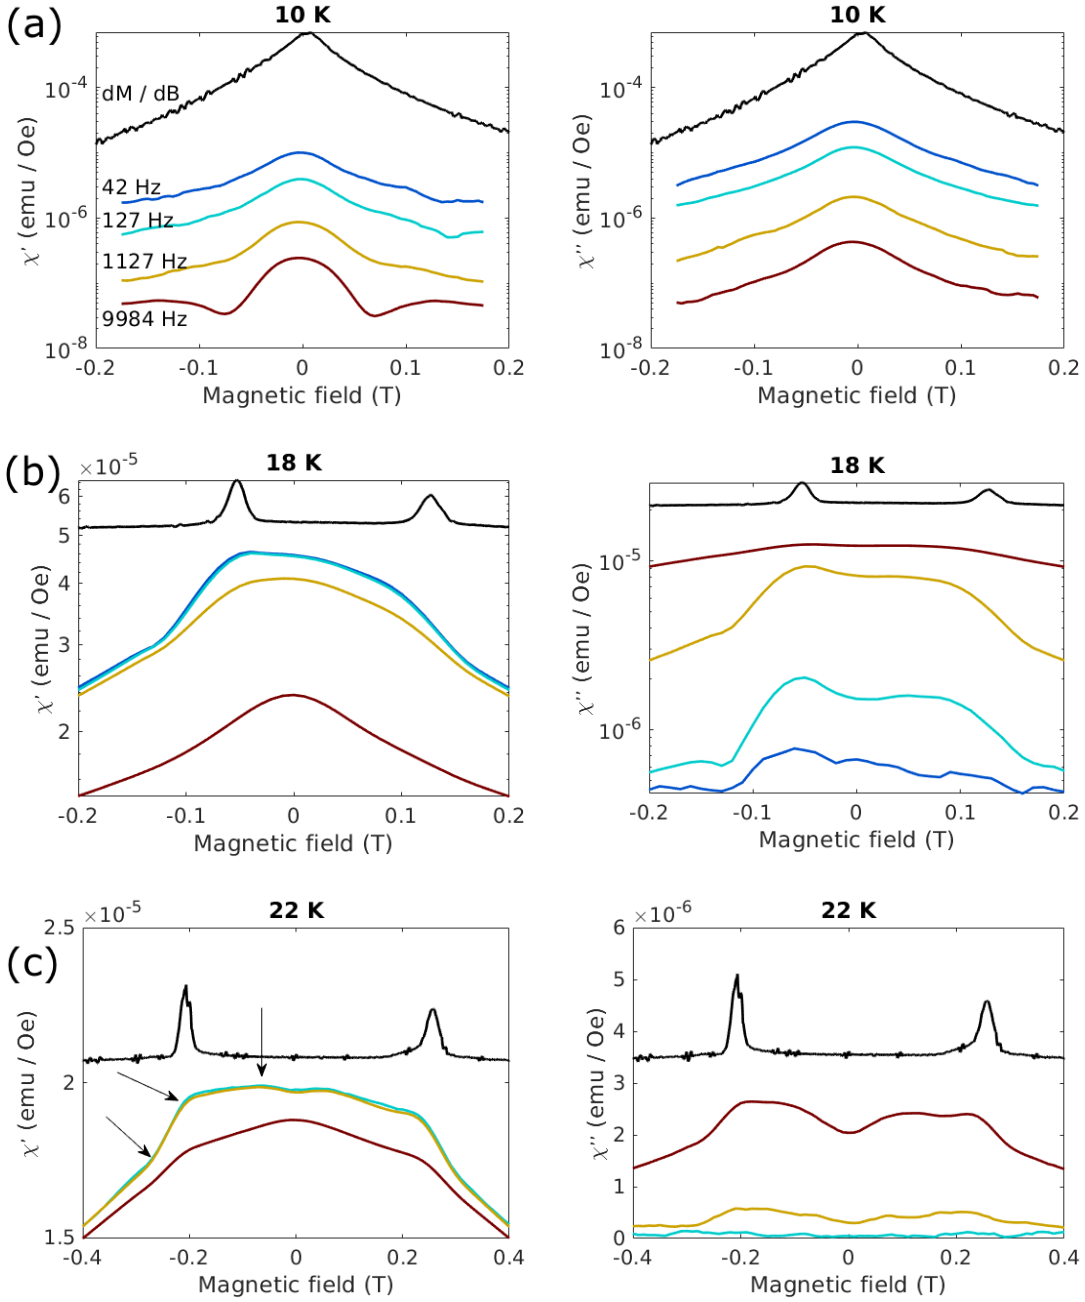 (a)
10 K
10⁻⁴
10⁻⁶
10⁻⁸
χ′ (emu / Oe)
dM / dB
42 Hz
127 Hz
1127 Hz
9984 Hz
-0.2 -0.1 0 0.1 0.2
Magnetic field (T)
10 K
10⁻⁴
10⁻⁶
10⁻⁸
χ′′ (emu / Oe)
-0.2 -0.1 0 0.1 0.2
Magnetic field (T)
(b)
×10⁻⁵
18 K
6
5
4
3
2
χ′ (emu / Oe)
-0.2 -0.1 0 0.1 0.2
Magnetic field (T)
18 K
10⁻⁵
10⁻⁶
χ′′ (emu / Oe)
-0.2 -0.1 0 0.1 0.2
Magnetic field (T)
(c)
×10⁻⁵
22 K
2.5
2
1.5
χ′ (emu / Oe)
-0.4 -0.2 0 0.2 0.4
Magnetic field (T)
×10⁻⁶
22 K
6
5
4
3
2
1
0
χ′′ (emu / Oe)
-0.4 -0.2 0 0.2 0.4
Magnetic field (T)